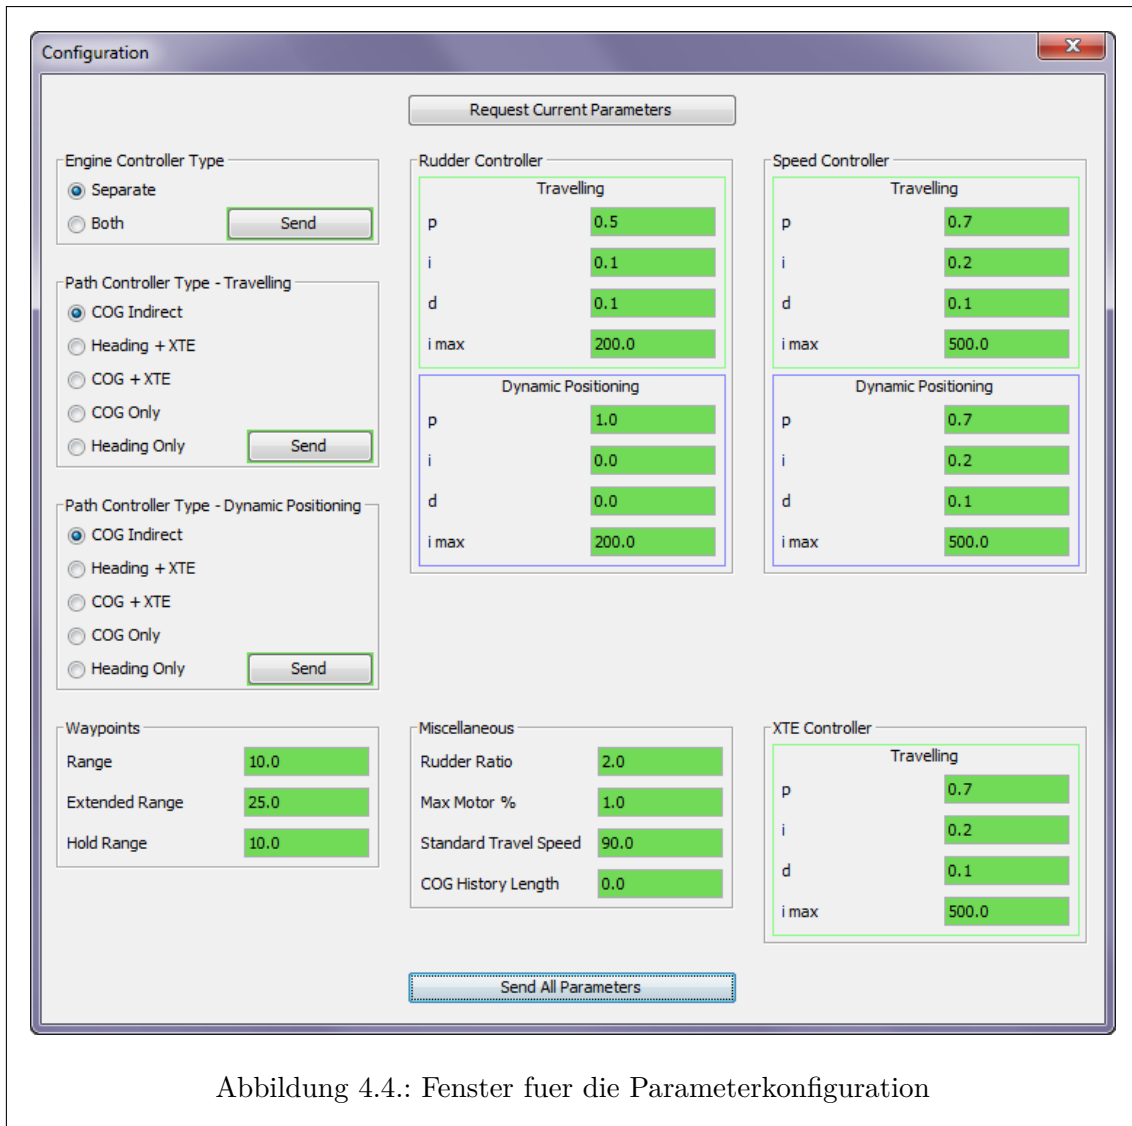 Configuration
X
Request Current Parameters
Engine Controller Type
Separate
Both
Send
Path Controller Type - Travelling
COG Indirect
Heading + XTE
COG + XTE
COG Only
Heading Only
Send
Path Controller Type - Dynamic Positioning
COG Indirect
Heading + XTE
COG + XTE
COG Only
Heading Only
Send
Rudder Controller
Travelling
p 0.5
i 0.1
d 0.1
i max 200.0
Dynamic Positioning
p 1.0
i 0.0
d 0.0
i max 200.0
Speed Controller
Travelling
p 0.7
i 0.2
d 0.1
i max 500.0
Dynamic Positioning
p 0.7
i 0.2
d 0.1
i max 500.0
Waypoints
Range 10.0
Extended Range 25.0
Hold Range 10.0
Miscellaneous
Rudder Ratio 2.0
Max Motor % 1.0
Standard Travel Speed 90.0
COG History Length 0.0
XTE Controller
Travelling
p 0.7
i 0.2
d 0.1
i max 500.0
Send All Parameters
Abbildung 4.4.: Fenster fuer die Parameterkonfiguration